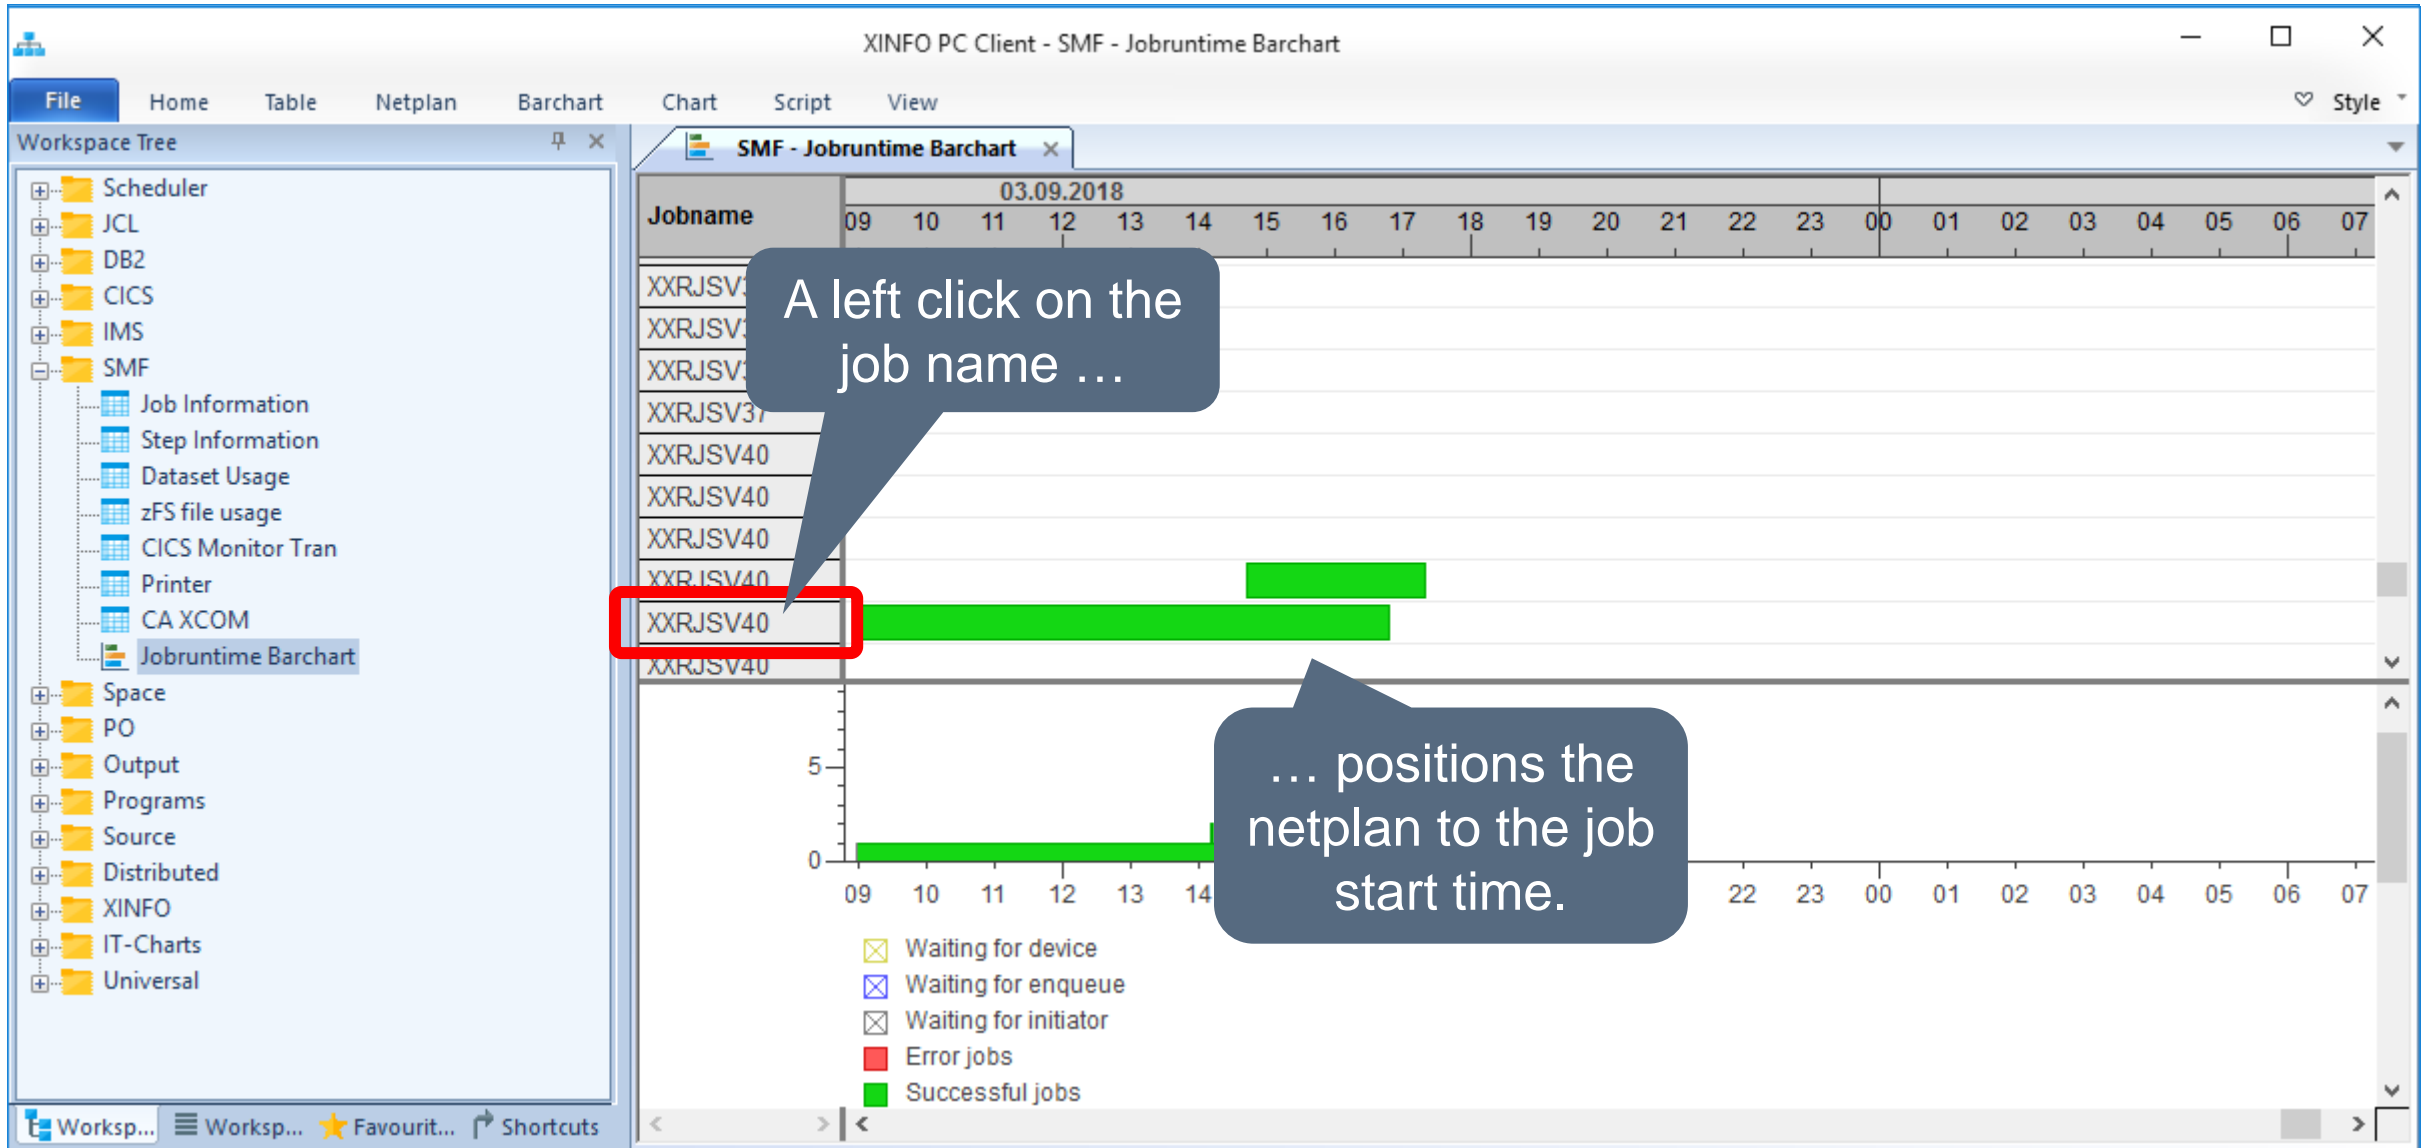 XINFO PC Client - SMF - Jobruntime Barchart
File Home Table Netplan Barchart Chart Script View Style
Workspace Tree
Scheduler
JCL
DB2
CICS
IMS
SMF
Job Information
Step Information
Dataset Usage
zFS file usage
CICS Monitor Tran
Printer
CA XCOM
Jobruntime Barchart
Space
PO
Output
Programs
Source
Distributed
XINFO
IT-Charts
Universal
Worksp... Worksp... Favourit... Shortcuts
SMF - Jobruntime Barchart
Jobname
03.09.2018
09 10 11 12 13 14 15 16 17 18 19 20 21 22 23 00 01 02 03 04 05 06 07
XXRJSV
XXRJSV
XXRJSV
XXRJSV37
XXRJSV40
XXRJSV40
XXRJSV40
XXRJSV40
XXRJSV40
XXRJSV40
A left click on the
job name …
… positions the
netplan to the job
start time.
5
0
09 10 11 12 13 14 22 23 00 01 02 03 04 05 06 07
Waiting for device
Waiting for enqueue
Waiting for initiator
Error jobs
Successful jobs